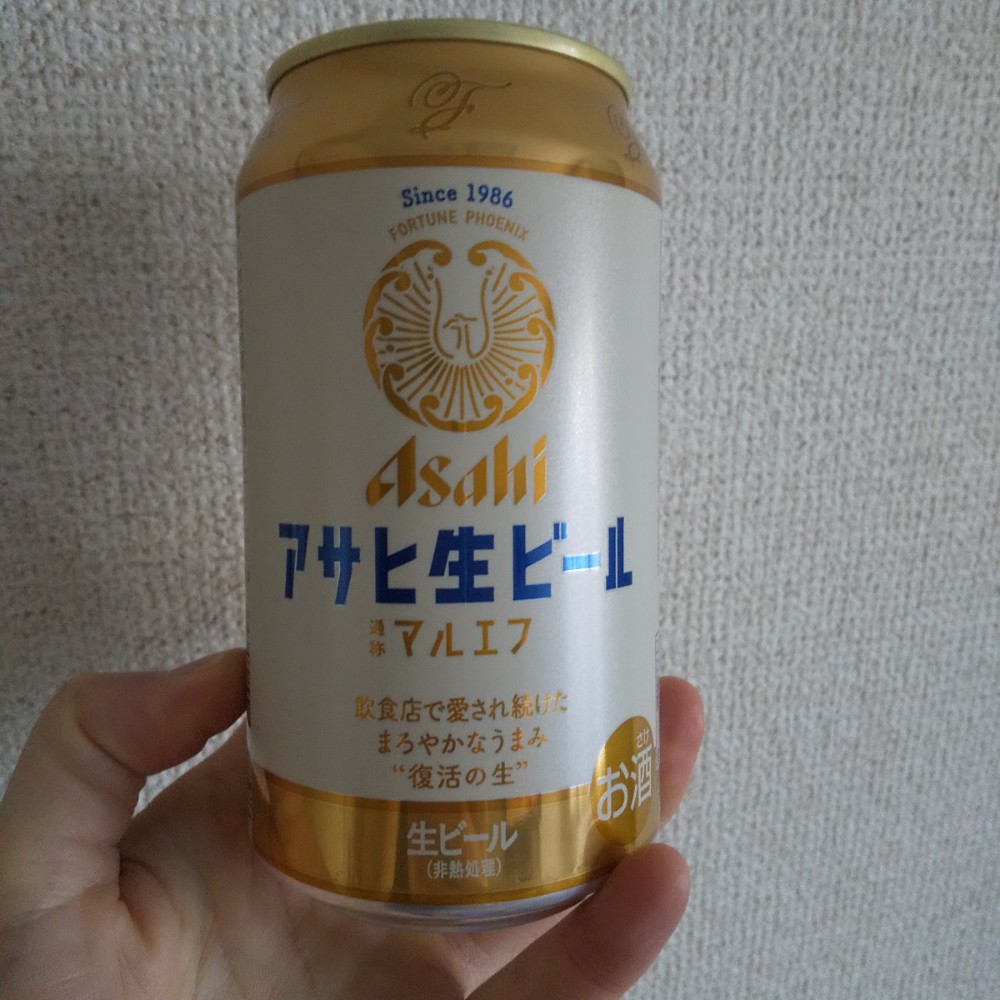 F
Since 1986
FORTUNE PHOENIX
Asahi
アサヒ生ビール
通称 マルエフ
飲食店で愛され続けた
まろやかなうまみ
“復活の生”
さけ
お酒
生ビール
(非熱処理)